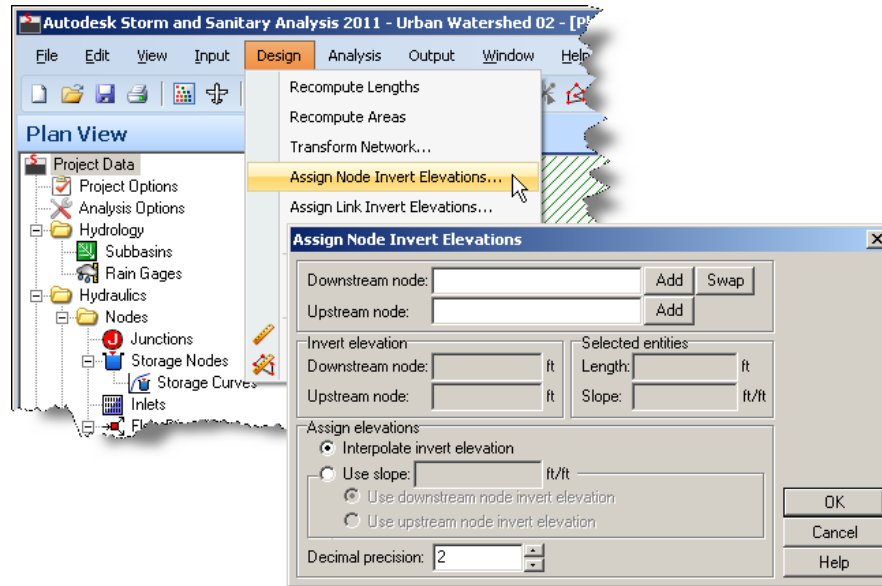 Autodesk Storm and Sanitary Analysis 2011 - Urban Watershed 02 -
File Edit View Input Design Analysis Output Window Help
Recompute Lengths
Recompute Areas
Transform Network...
Assign Node Invert Elevations...
Assign Link Invert Elevations...
Plan View
Project Data
Project Options
Analysis Options
Hydrology
Subbasins
Rain Gages
Hydraulics
Nodes
Junctions
Storage Nodes
Storage Curves
Inlets
Assign Node Invert Elevations
Downstream node: Add Swap
Upstream node: Add
Invert elevation
Downstream node: ft
Upstream node: ft
Selected entities
Length: ft
Slope: ft/ft
Assign elevations
Interpolate invert elevation
Use slope: ft/ft
Use downstream node invert elevation
Use upstream node invert elevation
Decimal precision: 2
OK
Cancel
Help